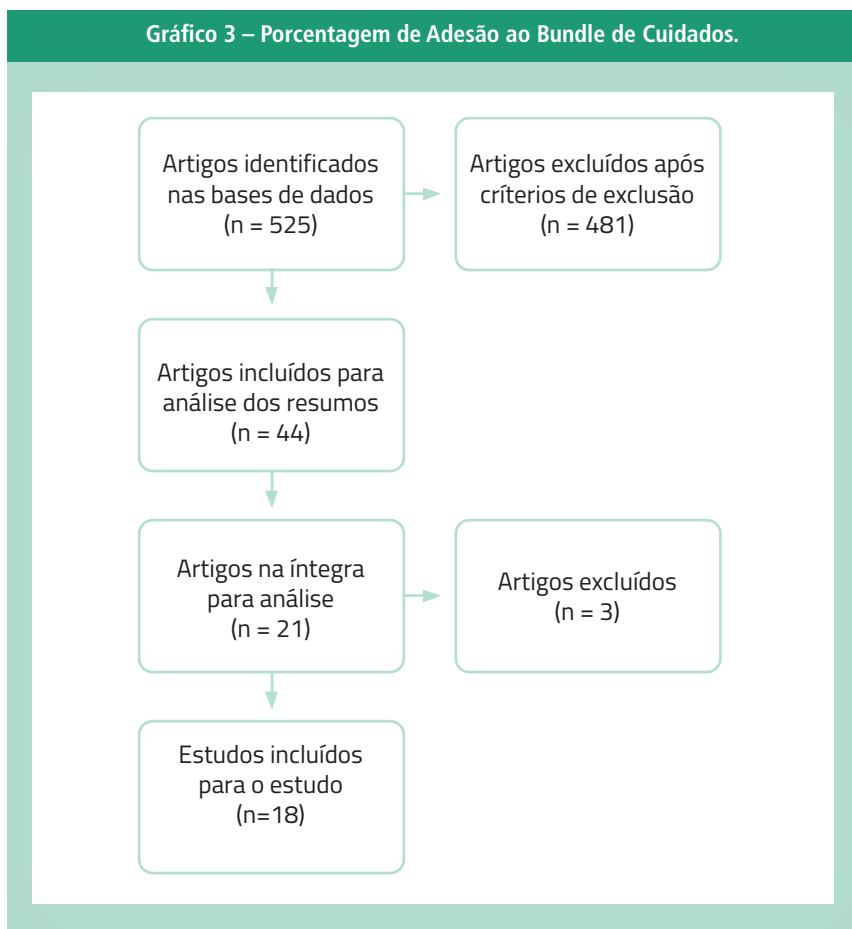 Gráfico 3 – Porcentagem de Adesão ao Bundle de Cuidados.
Artigos identificados
nas bases de dados
(n = 525)
Artigos excluídos após
críterios de exclusão
(n = 481)
Artigos incluídos para
análise dos resumos
(n = 44)
Artigos na íntegra
para análise
(n = 21)
Artigos excluídos
(n = 3)
Estudos incluídos
para o estudo
(n=18)